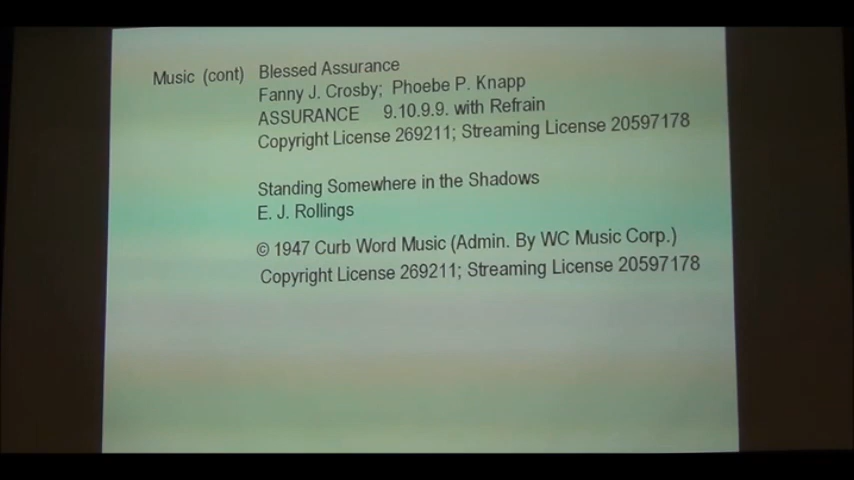 Music (cont) Blessed Assurance
Fanny J. Crosby; Phoebe P. Knapp
ASSURANCE 9.10.9.9. with Refrain
Copyright License 269211; Streaming License 20597178
Standing Somewhere in the Shadows
E. J. Rollings
© 1947 Curb Word Music (Admin. By WC Music Corp.)
Copyright License 269211; Streaming License 20597178